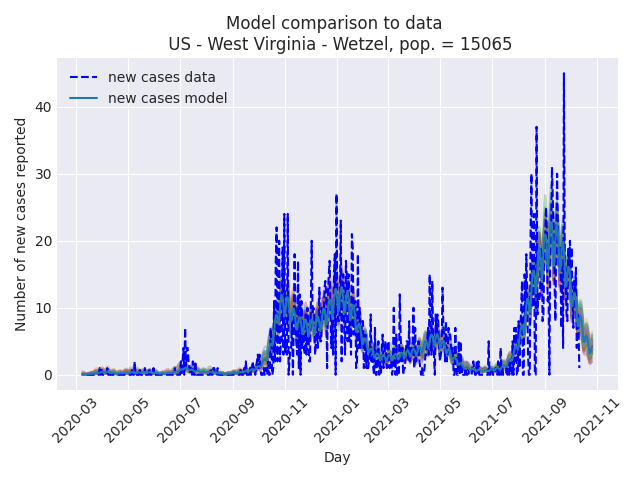 Model comparison to data
US - West Virginia - Wetzel, pop. = 15065
new cases data
new cases model
Number of new cases reported
40
30
20
10
0
2020-03
2020-05
2020-07
2020-09
2020-11
2021-01
2021-03
2021-05
2021-07
2021-09
2021-11
Day